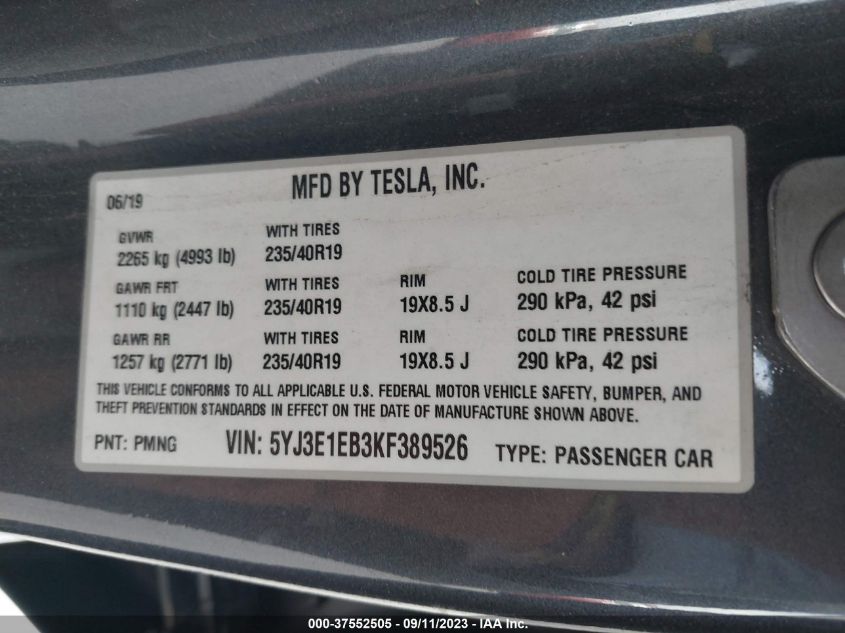 06/19 MFD BY TESLA, INC.
GVWR WITH TIRES
2265 kg (4993 lb) 235/40R19
GAWR FRT WITH TIRES RIM COLD TIRE PRESSURE
1110 kg (2447 lb) 235/40R19 19X8.5 J 290 kPa, 42 psi
GAWR RR WITH TIRES RIM COLD TIRE PRESSURE
1257 kg (2771 lb) 235/40R19 19X8.5 J 290 kPa, 42 psi
THIS VEHICLE CONFORMS TO ALL APPLICABLE U.S. FEDERAL MOTOR VEHICLE SAFETY, BUMPER, AND
THEFT PREVENTION STANDARDS IN EFFECT ON THE DATE OF MANUFACTURE SHOWN ABOVE.
PNT: PMNG VIN: 5YJ3E1EB3KF389526 TYPE: PASSENGER CAR
000-37552505 - 09/11/2023 - IAA Inc.